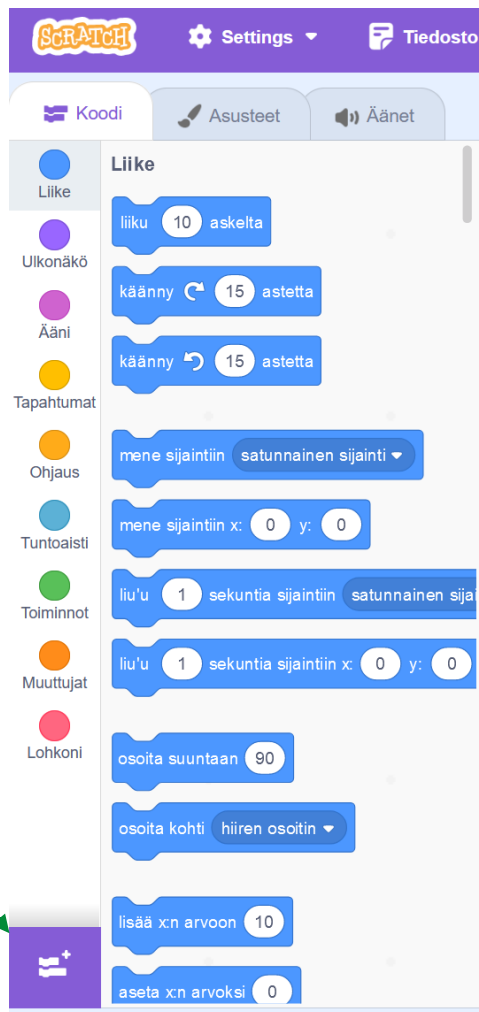 SCRATCH Settings Tiedosto
Koodi Asusteet Äänet
Liike
Ulkonäkö
Ääni
Tapahtumat
Ohjaus
Tuntoaisti
Toiminnot
Muuttujat
Lohkoni
Liike
liiku 10 askelta
käänny 15 astetta
käänny 15 astetta
mene sijaintiin satunnainen sijainti
mene sijaintiin x: 0 y: 0
liu'u 1 sekuntia sijaintiin satunnainen sijai
liu'u 1 sekuntia sijaintiin x: 0 y: 0
osoita suuntaan 90
osoita kohti hiiren osoitin
lisää x:n arvoon 10
aseta x:n arvoksi 0